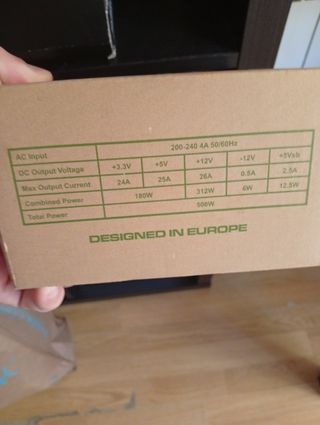 AC Input 200-240 4A 50/60Hz
DC Output Voltage +3.3V +5V +12V -12V +5Vsb
Max Output Current 24A 25A 26A 0.5A 2.5A
Combined Power 180W 312W 6W 12.5W
Total Power 500W
DESIGNED IN EUROPE